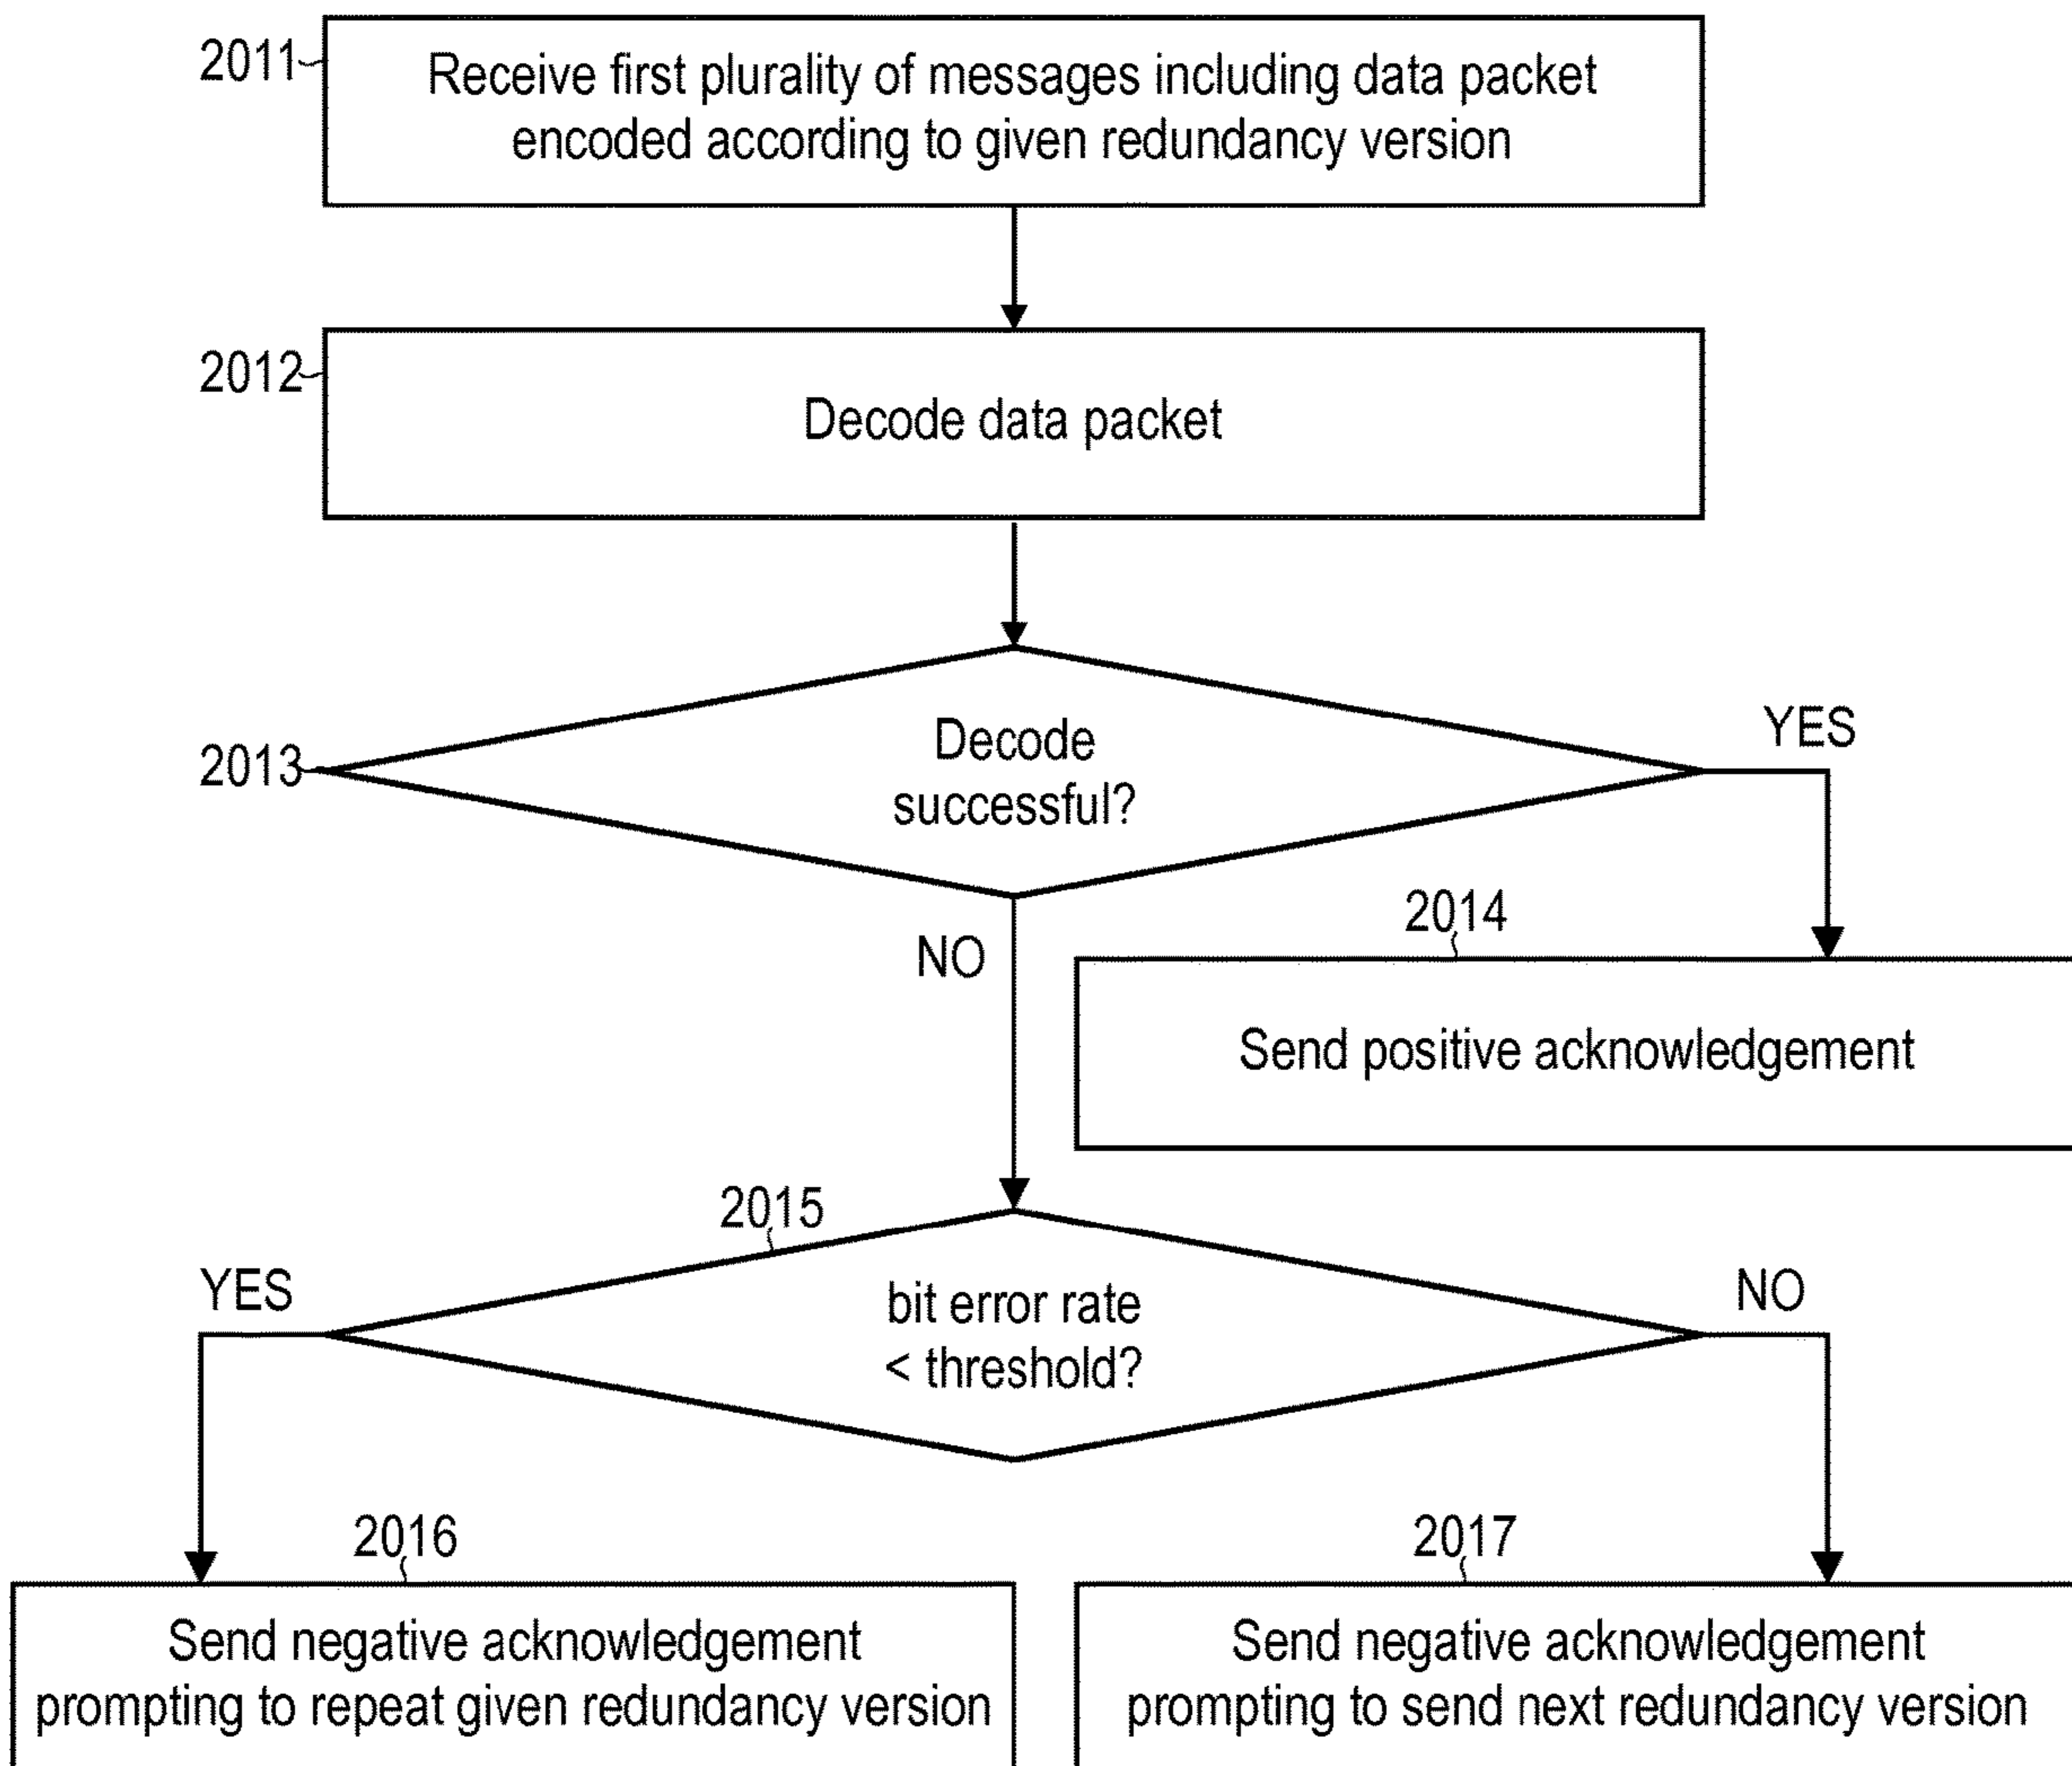 2011
Receive first plurality of messages including data packet
encoded according to given redundancy version
2012
Decode data packet
2013
Decode
successful?
YES
NO
2014
Send positive acknowledgement
2015
YES
bit error rate
< threshold?
NO
2016
Send negative acknowledgement
prompting to repeat given redundancy version
2017
Send negative acknowledgement
prompting to send next redundancy version